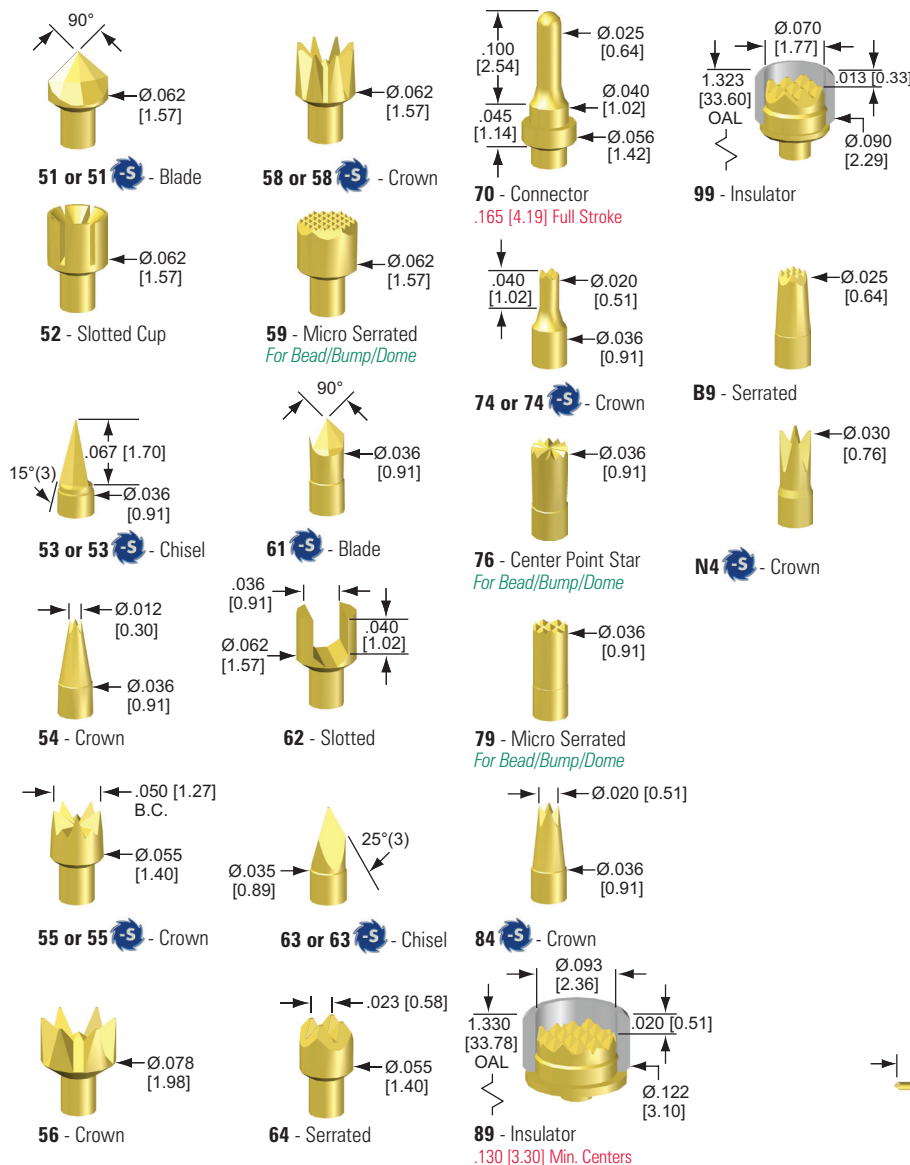 90°
Ø.062
[1.57]
51 or 51 -S - Blade
Ø.062
[1.57]
52 - Slotted Cup
.067 [1.70]
15°(3)
Ø.036
[0.91]
53 or 53 -S - Chisel
Ø.012
[0.30]
Ø.036
[0.91]
54 - Crown
.050 [1.27]
B.C.
Ø.055
[1.40]
55 or 55 -S - Crown
Ø.078
[1.98]
56 - Crown
Ø.062
[1.57]
58 or 58 -S - Crown
Ø.062
[1.57]
59 - Micro Serrated
For Bead/Bump/Dome
90°
Ø.036
[0.91]
61 -S - Blade
.036
[0.91]
.040
[1.02]
Ø.062
[1.57]
62 - Slotted
25°(3)
Ø.035
[0.89]
63 or 63 -S - Chisel
.023 [0.58]
Ø.055
[1.40]
64 - Serrated
.100
[2.54]
Ø.025
[0.64]
Ø.040
[1.02]
.045
[1.14]
Ø.056
[1.42]
70 - Connector
.165 [4.19] Full Stroke
.040
[1.02]
Ø.020
[0.51]
Ø.036
[0.91]
74 or 74 -S - Crown
Ø.036
[0.91]
76 - Center Point Star
For Bead/Bump/Dome
Ø.036
[0.91]
79 - Micro Serrated
For Bead/Bump/Dome
Ø.020 [0.51]
Ø.036
[0.91]
84 -S - Crown
Ø.093
[2.36]
1.330
[33.78]
OAL
.020 [0.51]
Ø.122
[3.10]
89 - Insulator
.130 [3.30] Min. Centers
Ø.070
[1.77]
1.323
[33.60]
OAL
.013 [0.33]
Ø.090
[2.29]
99 - Insulator
Ø.025
[0.64]
B9 - Serrated
Ø.030
[0.76]
N4 -S - Crown